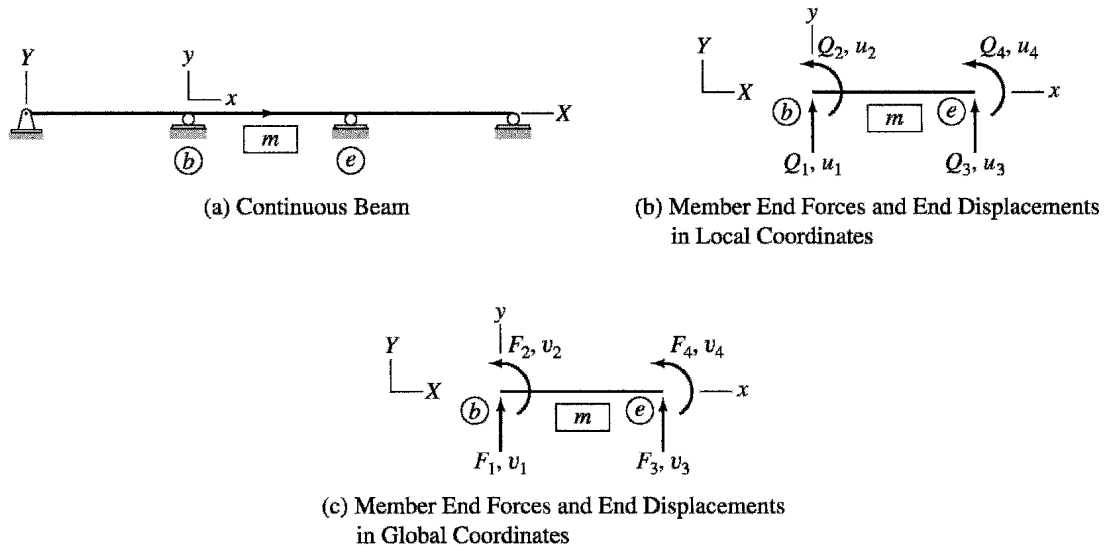 Y
y
x
X
m
b
e
(a) Continuous Beam
y
Y
X
Q₂, u₂
Q₄, u₄
x
b
m
e
Q₁, u₁
Q₃, u₃
(b) Member End Forces and End Displacements
in Local Coordinates
y
Y
X
F₂, v₂
F₄, v₄
x
b
m
e
F₁, v₁
F₃, v₃
(c) Member End Forces and End Displacements
in Global Coordinates